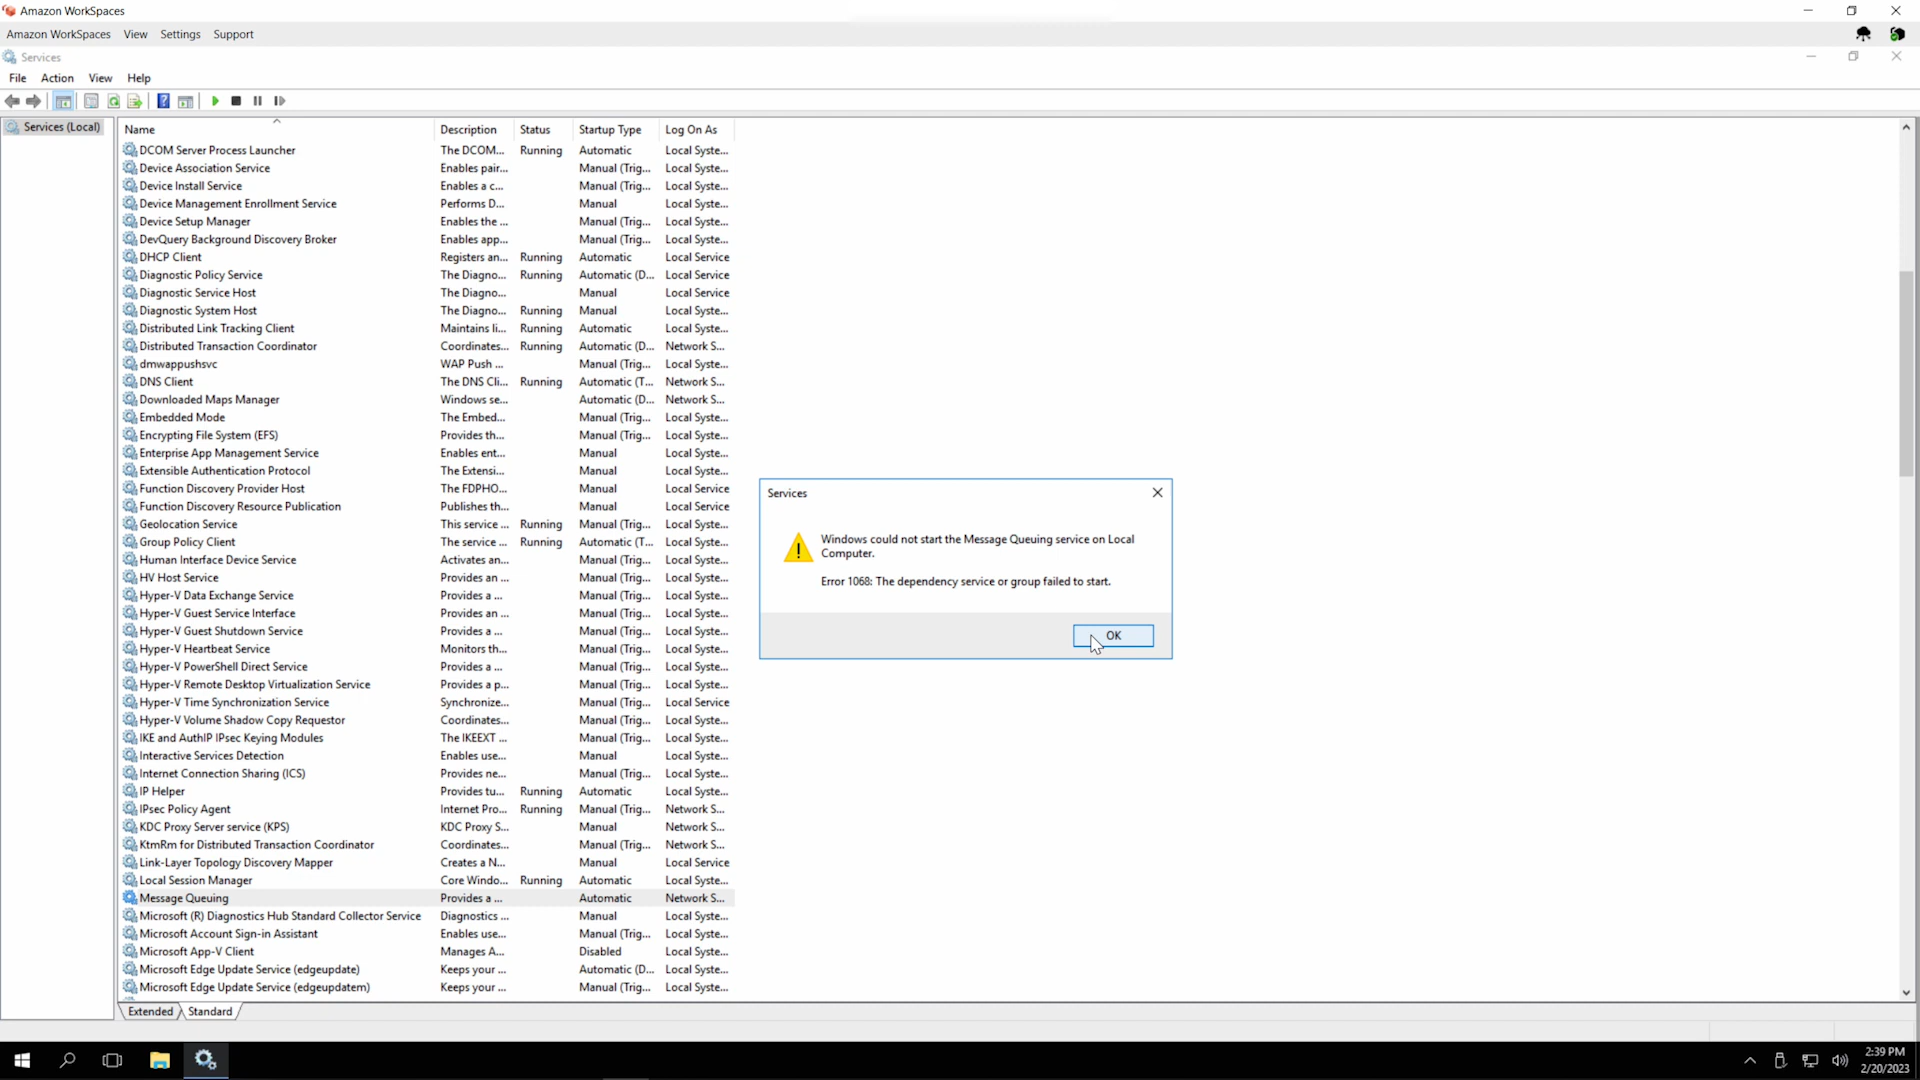 Amazon WorkSpaces
Amazon WorkSpaces View Settings Support
Services
File Action View Help
Services (Local)
Name Description Status Startup Type Log On As
DCOM Server Process Launcher The DCOM... Running Automatic Local Syste...
Device Association Service Enables pair... Manual (Trig... Local Syste...
Device Install Service Enables a c... Manual (Trig... Local Syste...
Device Management Enrollment Service Performs D... Manual Local Syste...
Device Setup Manager Enables the ... Manual (Trig... Local Syste...
DevQuery Background Discovery Broker Enables app... Manual (Trig... Local Syste...
DHCP Client Registers an... Running Automatic Local Service
Diagnostic Policy Service The Diagno... Running Automatic (D... Local Service
Diagnostic Service Host The Diagno... Manual Local Service
Diagnostic System Host The Diagno... Running Manual Local Syste...
Distributed Link Tracking Client Maintains li... Running Automatic Local Syste...
Distributed Transaction Coordinator Coordinates... Running Automatic (D... Network S...
dmwappushsvc WAP Push ... Manual (Trig... Local Syste...
DNS Client The DNS Cli... Running Automatic (T... Network S...
Downloaded Maps Manager Windows se... Automatic (D... Network S...
Embedded Mode The Embed... Manual (Trig... Local Syste...
Encrypting File System (EFS) Provides th... Manual (Trig... Local Syste...
Enterprise App Management Service Enables ent... Manual Local Syste...
Extensible Authentication Protocol The Extensi... Manual Local Syste...
Function Discovery Provider Host The FDPHO... Manual Local Service
Function Discovery Resource Publication Publishes th... Manual Local Service
Geolocation Service This service ... Running Manual (Trig... Local Syste...
Group Policy Client The service ... Running Automatic (T... Local Syste...
Human Interface Device Service Activates an... Manual (Trig... Local Syste...
HV Host Service Provides an ... Manual (Trig... Local Syste...
Hyper-V Data Exchange Service Provides a ... Manual (Trig... Local Syste...
Hyper-V Guest Service Interface Provides an ... Manual (Trig... Local Syste...
Hyper-V Guest Shutdown Service Provides a ... Manual (Trig... Local Syste...
Hyper-V Heartbeat Service Monitors th... Manual (Trig... Local Syste...
Hyper-V PowerShell Direct Service Provides a ... Manual (Trig... Local Syste...
Hyper-V Remote Desktop Virtualization Service Provides a p... Manual (Trig... Local Syste...
Hyper-V Time Synchronization Service Synchronize... Manual (Trig... Local Service
Hyper-V Volume Shadow Copy Requestor Coordinates... Manual (Trig... Local Syste...
IKE and AuthIP IPsec Keying Modules The IKEEXT ... Manual (Trig... Local Syste...
Interactive Services Detection Enables use... Manual Local Syste...
Internet Connection Sharing (ICS) Provides ne... Manual (Trig... Local Syste...
IP Helper Provides tu... Running Automatic Local Syste...
IPsec Policy Agent Internet Pro... Running Manual (Trig... Network S...
KDC Proxy Server service (KPS) KDC Proxy S... Manual Network S...
KtmRm for Distributed Transaction Coordinator Coordinates... Manual (Trig... Network S...
Link-Layer Topology Discovery Mapper Creates a N... Manual Local Service
Local Session Manager Core Windo... Running Automatic Local Syste...
Message Queuing Provides a ... Automatic Network S...
Microsoft (R) Diagnostics Hub Standard Collector Service Diagnostics ... Manual Local Syste...
Microsoft Account Sign-in Assistant Enables use... Manual (Trig... Local Syste...
Microsoft App-V Client Manages A... Disabled Local Syste...
Microsoft Edge Update Service (edgeupdate) Keeps your ... Automatic (D... Local Syste...
Microsoft Edge Update Service (edgeupdatem) Keeps your ... Manual (Trig... Local Syste...
Services
Windows could not start the Message Queuing service on Local
Computer.
Error 1068: The dependency service or group failed to start.
OK
Extended Standard
2:39 PM
2/20/2023